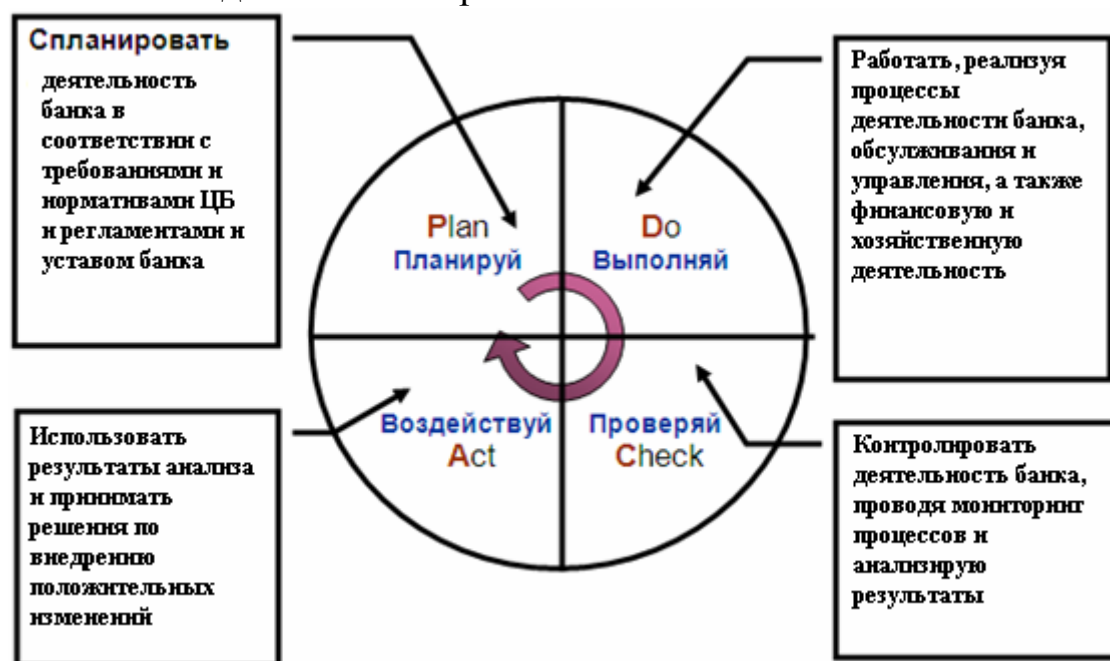 Спланировать
деятельность
банка в
соответствии с
требованиями и
нормативами ЦБ
и регламентами и
уставом банка
Работать, реализуя
процессы
деятельности банка,
обсулживания и
управления, а также
финансовую и
хозяйственную
деятельность
Plan
Планируй
Do
Выполняй
Воздействуй
Act
Проверяй
Check
Использовать
результаты анализа
и принимать
решения по
внедрению
положительных
изменений
Контролировать
деятельность банка,
проводя мониторинг
процессов и
анализирую
результаты